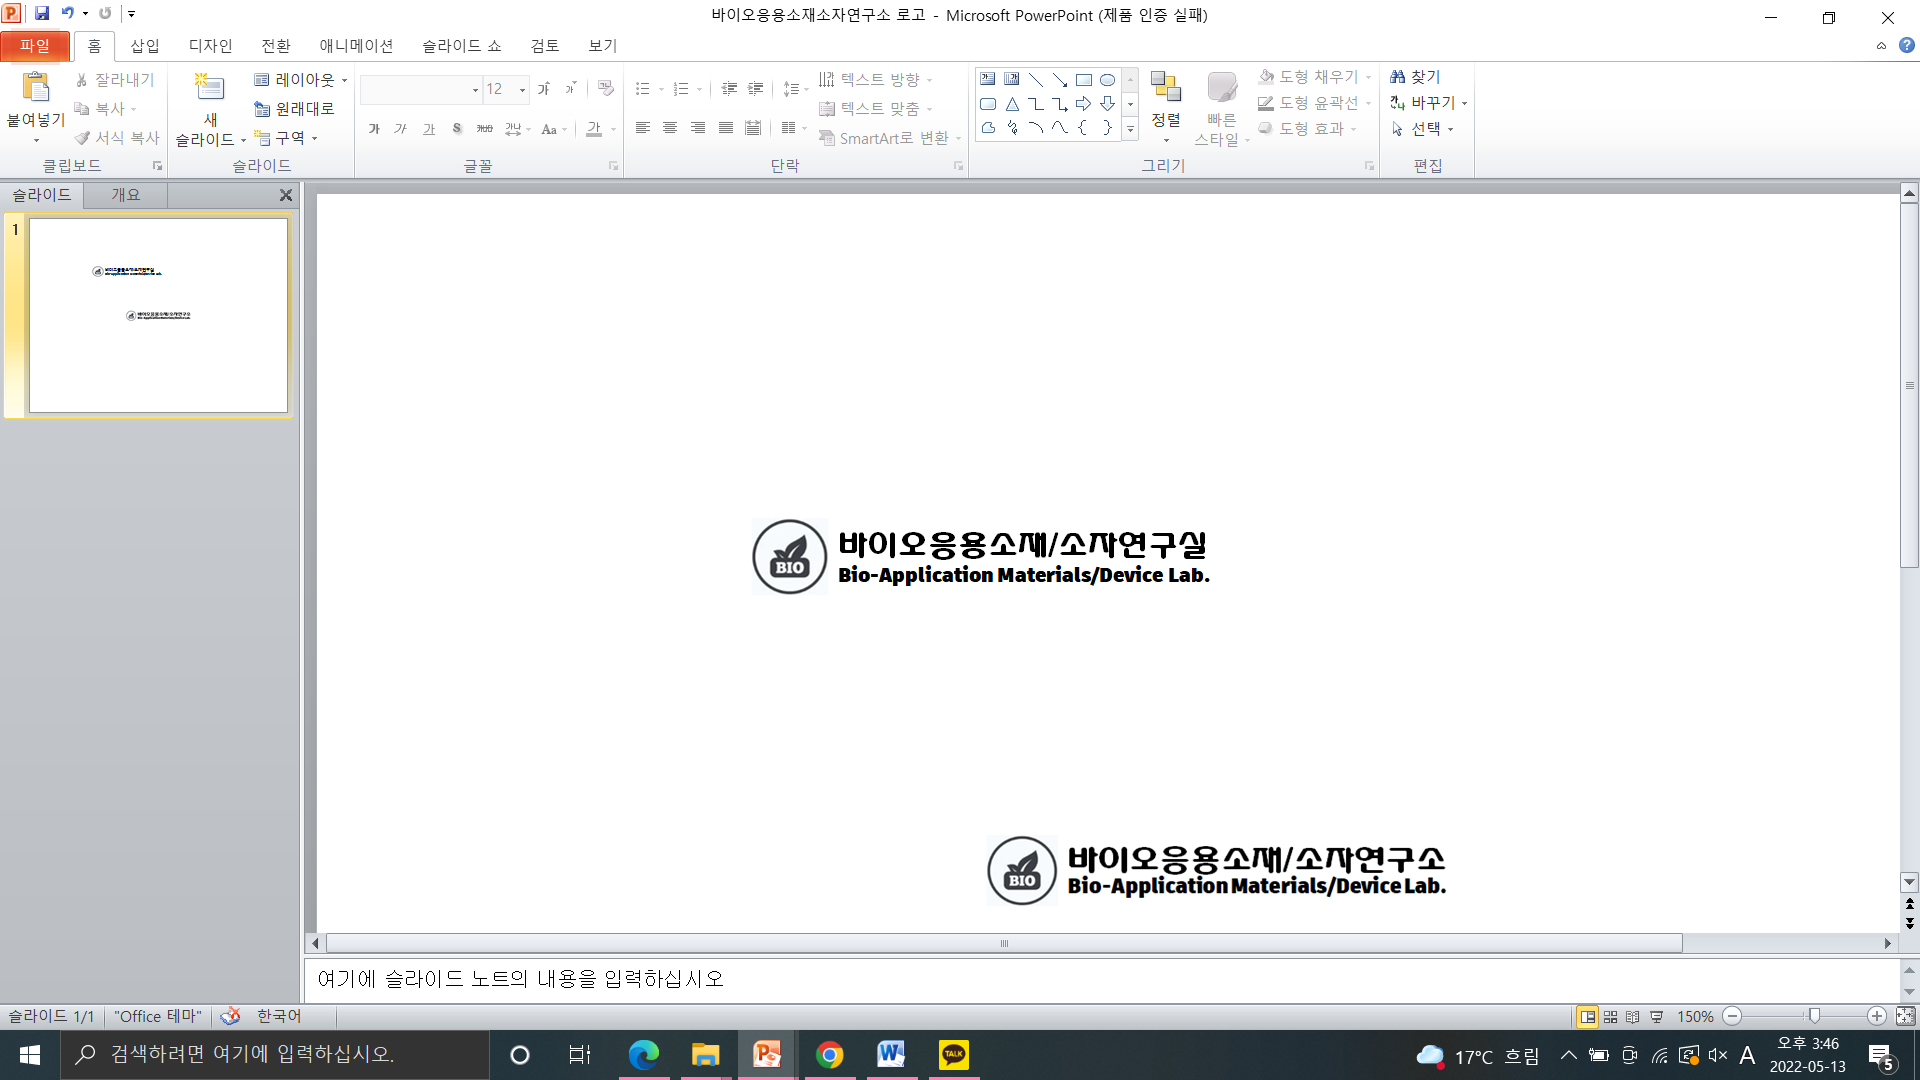 바이오응용소재소자연구소 로고 - Microsoft PowerPoint (제품 인증 실패)
파일 홈 삽입 디자인 전환 애니메이션 슬라이드 쇼 검토 보기
붙여넣기
잘라내기
복사
서식 복사
클립보드
새 슬라이드
레이아웃
원래대로
구역
슬라이드
12
가 가 가 S 가나 Aa 가
글꼴
텍스트 방향
텍스트 맞춤
SmartArt로 변환
단락
정렬
빠른 스타일
도형 채우기
도형 윤곽선
도형 효과
그리기
찾기
바꾸기
선택
편집
슬라이드 개요
1
BIO
바이오응용소재/소자연구실
Bio-Application Materials/Device Lab.
BIO
바이오응용소재/소자연구소
Bio-Application Materials/Device Lab.
여기에 슬라이드 노트의 내용을 입력하십시오
슬라이드 1/1 "Office 테마" 한국어 150%
검색하려면 여기에 입력하십시오.
TALK
17°C 흐림
A
오후 3:46
2022-05-13
5